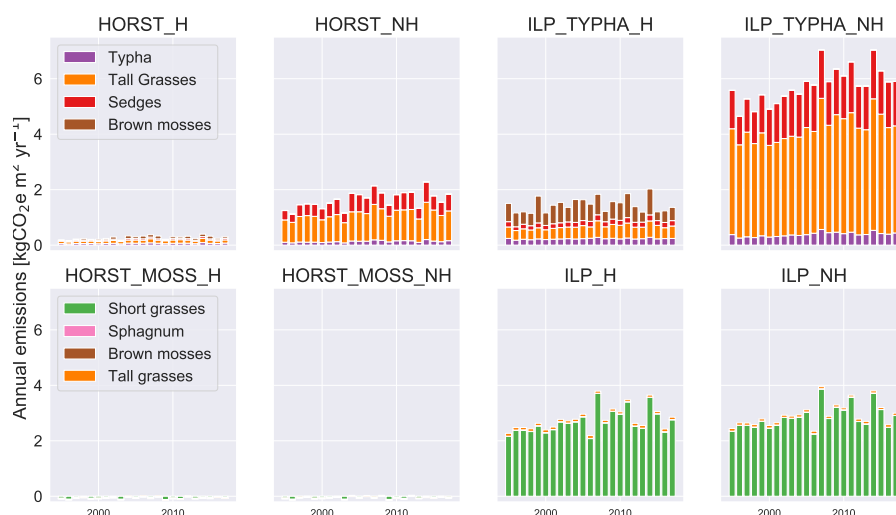 HORST_H HORST_NH ILP_TYPHA_H ILP_TYPHA_NH
Typha
Tall Grasses
Sedges
Brown mosses
6
4
2
0
HORST_MOSS_H HORST_MOSS_NH ILP_H ILP_NH
Short grasses
Sphagnum
Brown mosses
Tall grasses
6
4
2
0
2000 2010 2000 2010 2000 2010 2000 2010
Annual emissions [kgCO₂e m⁻² yr⁻¹]